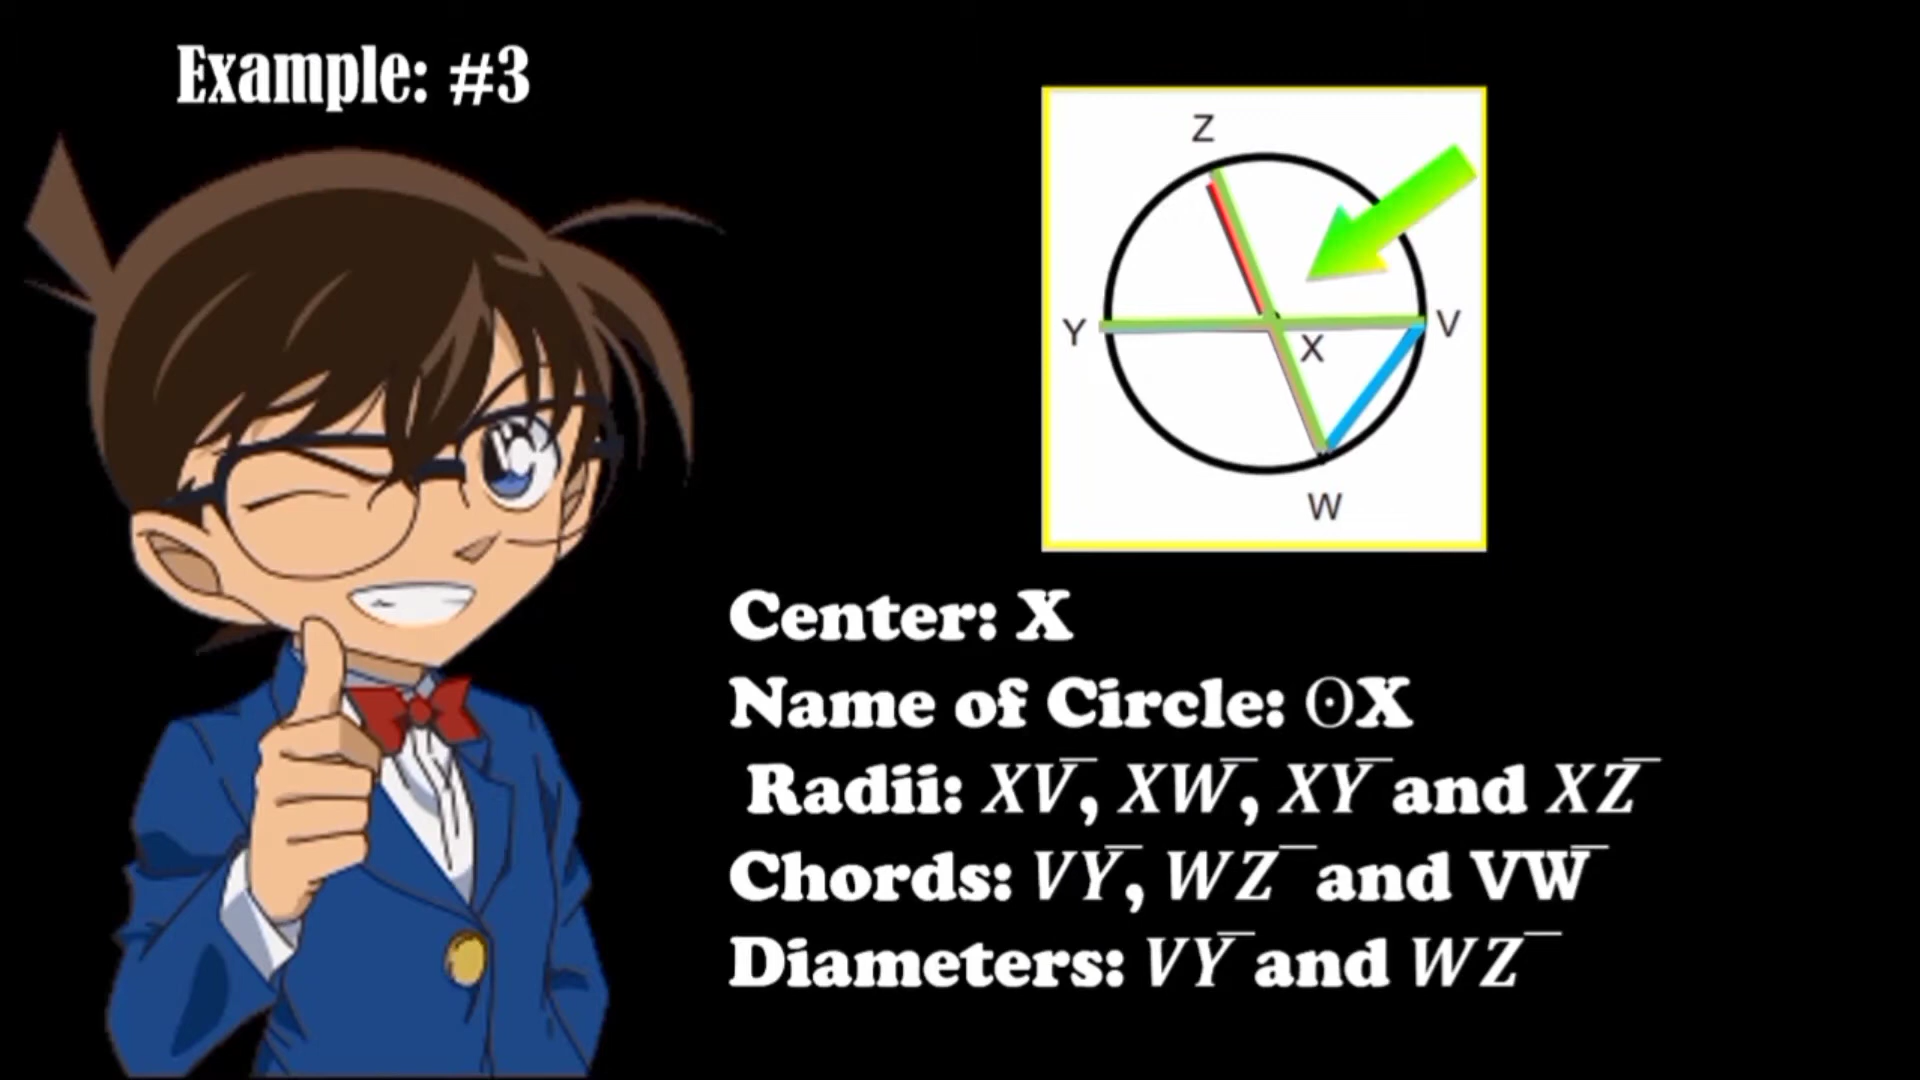 Example: #3
Z
Y
V
X
W
Center: X
Name of Circle: ⊙X
Radii: XV̅, XW̅, XY̅ and XZ̅
Chords: VY̅, WZ̅ and VW̅
Diameters: VY̅ and WZ̅